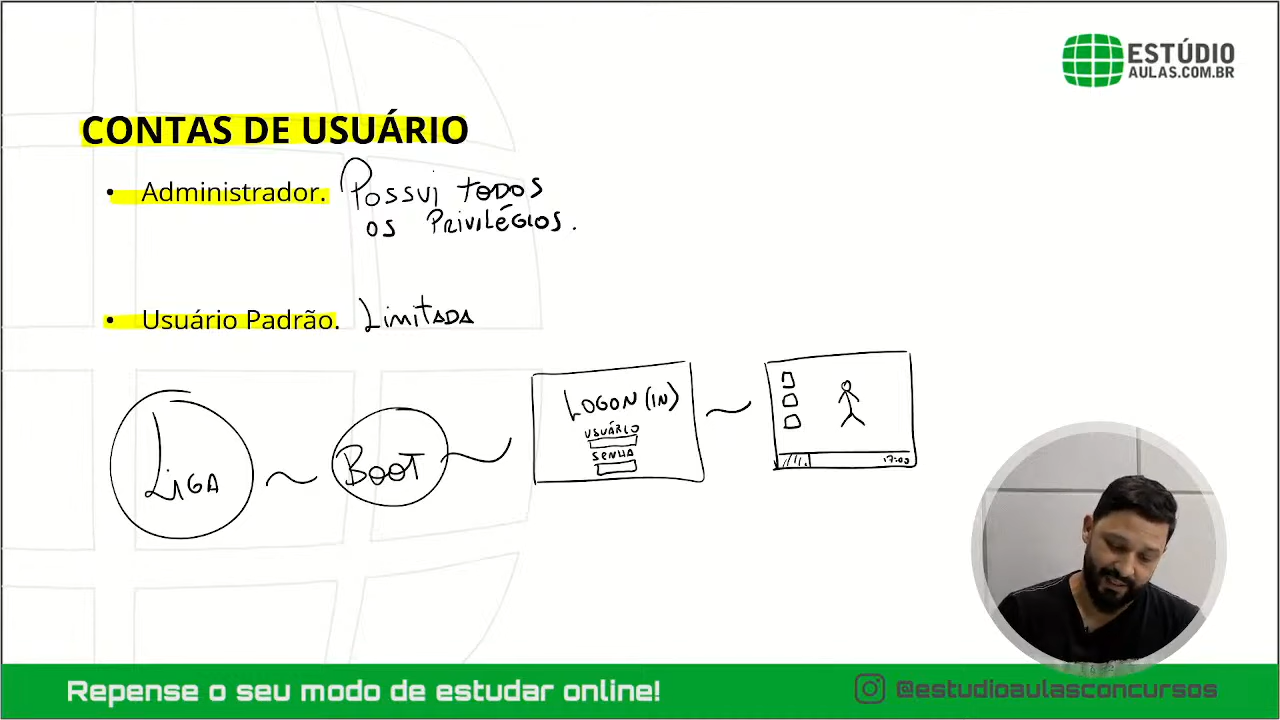 ESTÚDIO
AULAS.COM.BR
CONTAS DE USUÁRIO
• Administrador. POSSUI TODOS
OS PRIVILÉGIOS.
• Usuário Padrão. LIMITADA
LIGA
BOOT
LOGON (IN)
USUÁRIO
SENHA
17:00
Repense o seu modo de estudar online!
@estudioaulasconcursos